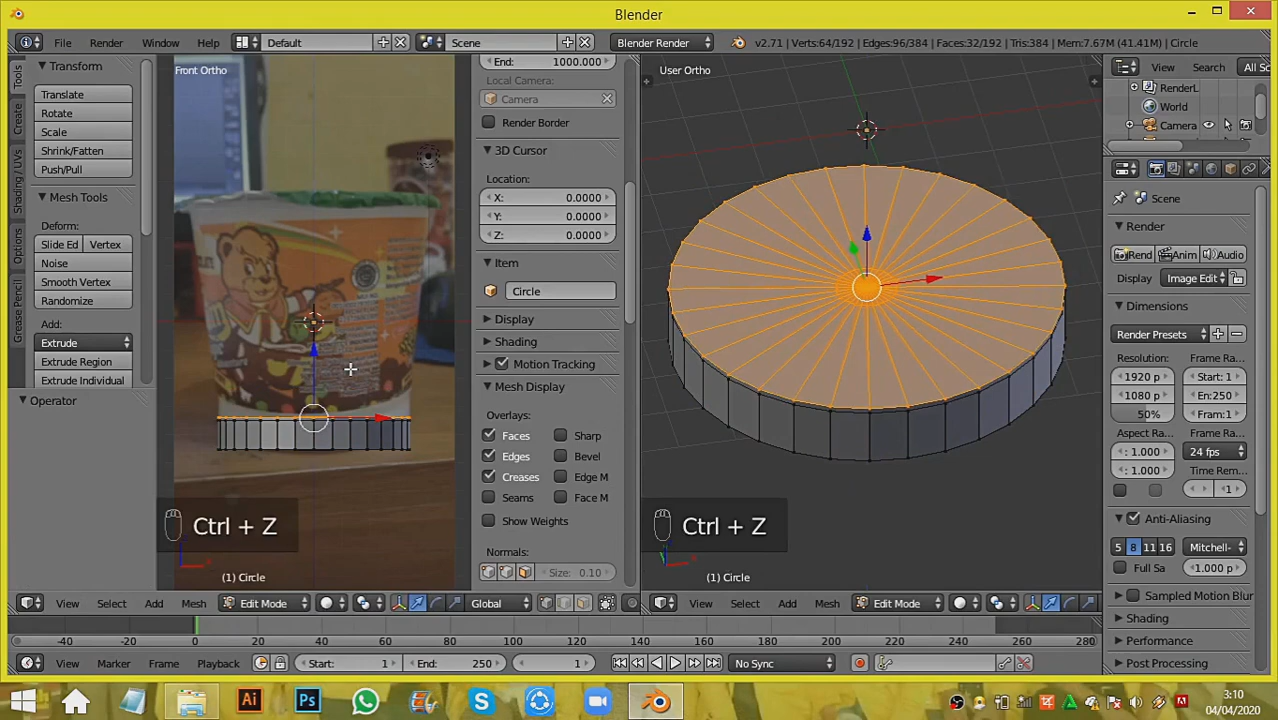 Blender
File Render Window Help Default Scene Blender Render v2.71 | Verts:64/192 | Edges:96/384 | Faces:32/192 | Tris:384 | Mem:7.67M (41.41M) | Circle
Tools
Create
Shading / UVs
Options
Grease Pencil
Transform
Translate
Rotate
Scale
Shrink/Fatten
Push/Pull
Mesh Tools
Deform:
Slide Ed Vertex
Noise
Smooth Vertex
Randomize
Add:
Extrude
Extrude Region
Extrude Individual
Operator
Front Ortho
Ctrl + Z
(1) Circle
End: 1000.000
Local Camera:
Camera
Render Border
3D Cursor
Location:
X: 0.0000
Y: 0.0000
Z: 0.0000
Item
Circle
Display
Shading
Motion Tracking
Mesh Display
Overlays:
Faces Sharp
Edges Bevel
Creases Edge M
Seams Face M
Show Weights
Normals:
Size: 0.10
User Ortho
Ctrl + Z
(1) Circle
View Search All Sc
RenderL
World
Camera
Scene
Render
Rend Anim Audio
Display Image Edit
Dimensions
Render Presets
Resolution: Frame Ra
1920 p Start: 1
1080 p En:250
50% Fram:1
Aspect Ra Frame Ra
: 1.000 24 fps
: 1.000 Time Rem
1
Anti-Aliasing
5 8 11 16 Mitchell-
Full Sa 1.000 p
Sampled Motion Blur
Shading
Performance
Post Processing
View Select Add Mesh Edit Mode Global
View Select Add Mesh Edit Mode
-40 -20 0 20 40 60 80 100 120 140 160 180 200 220 240 260 280
View Marker Frame Playback Start: 1 End: 250 1 No Sync
Ai Ps
3:10
04/04/2020